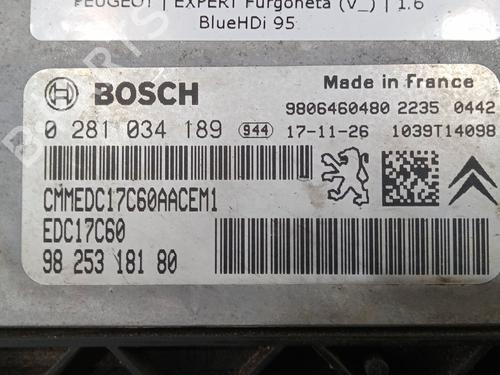 PEUGEOT | EXPERT Furgoneta (V_) | 1.6
BlueHDi 95
BOSCH
Made in France
9806460480 2235 0442
0 281 034 189 944 17-11-26 1039T14098
CMMEDC17C60AACEM1
EDC17C60
98 253 181 80